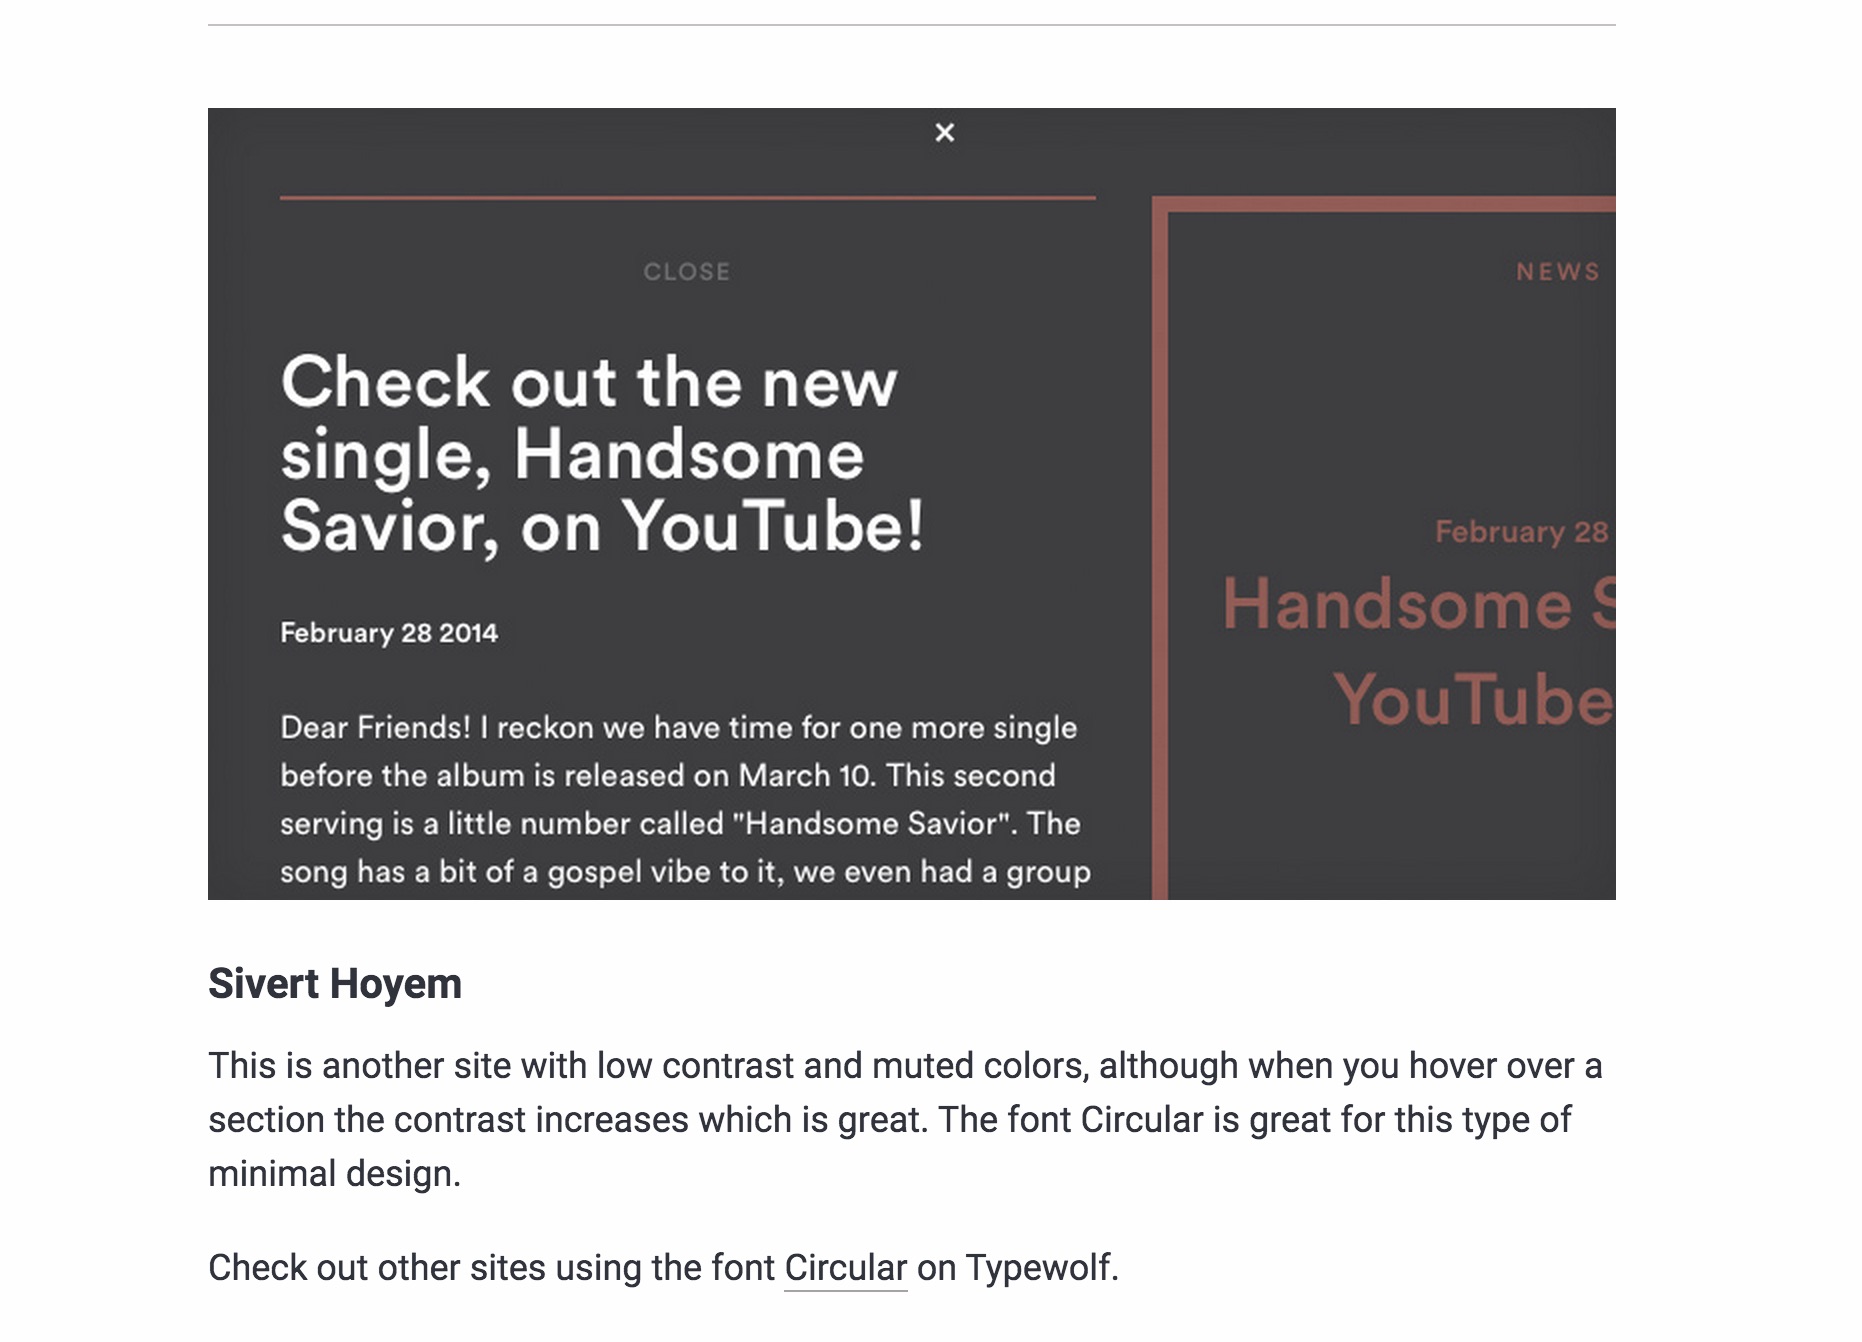 ×
CLOSE
Check out the new
single, Handsome
Savior, on YouTube!
February 28 2014
Dear Friends! I reckon we have time for one more single
before the album is released on March 10. This second
serving is a little number called "Handsome Savior". The
song has a bit of a gospel vibe to it, we even had a group
NEWS
February 28
Handsome S
YouTube
Sivert Hoyem
This is another site with low contrast and muted colors, although when you hover over a
section the contrast increases which is great. The font Circular is great for this type of
minimal design.
Check out other sites using the font Circular on Typewolf.